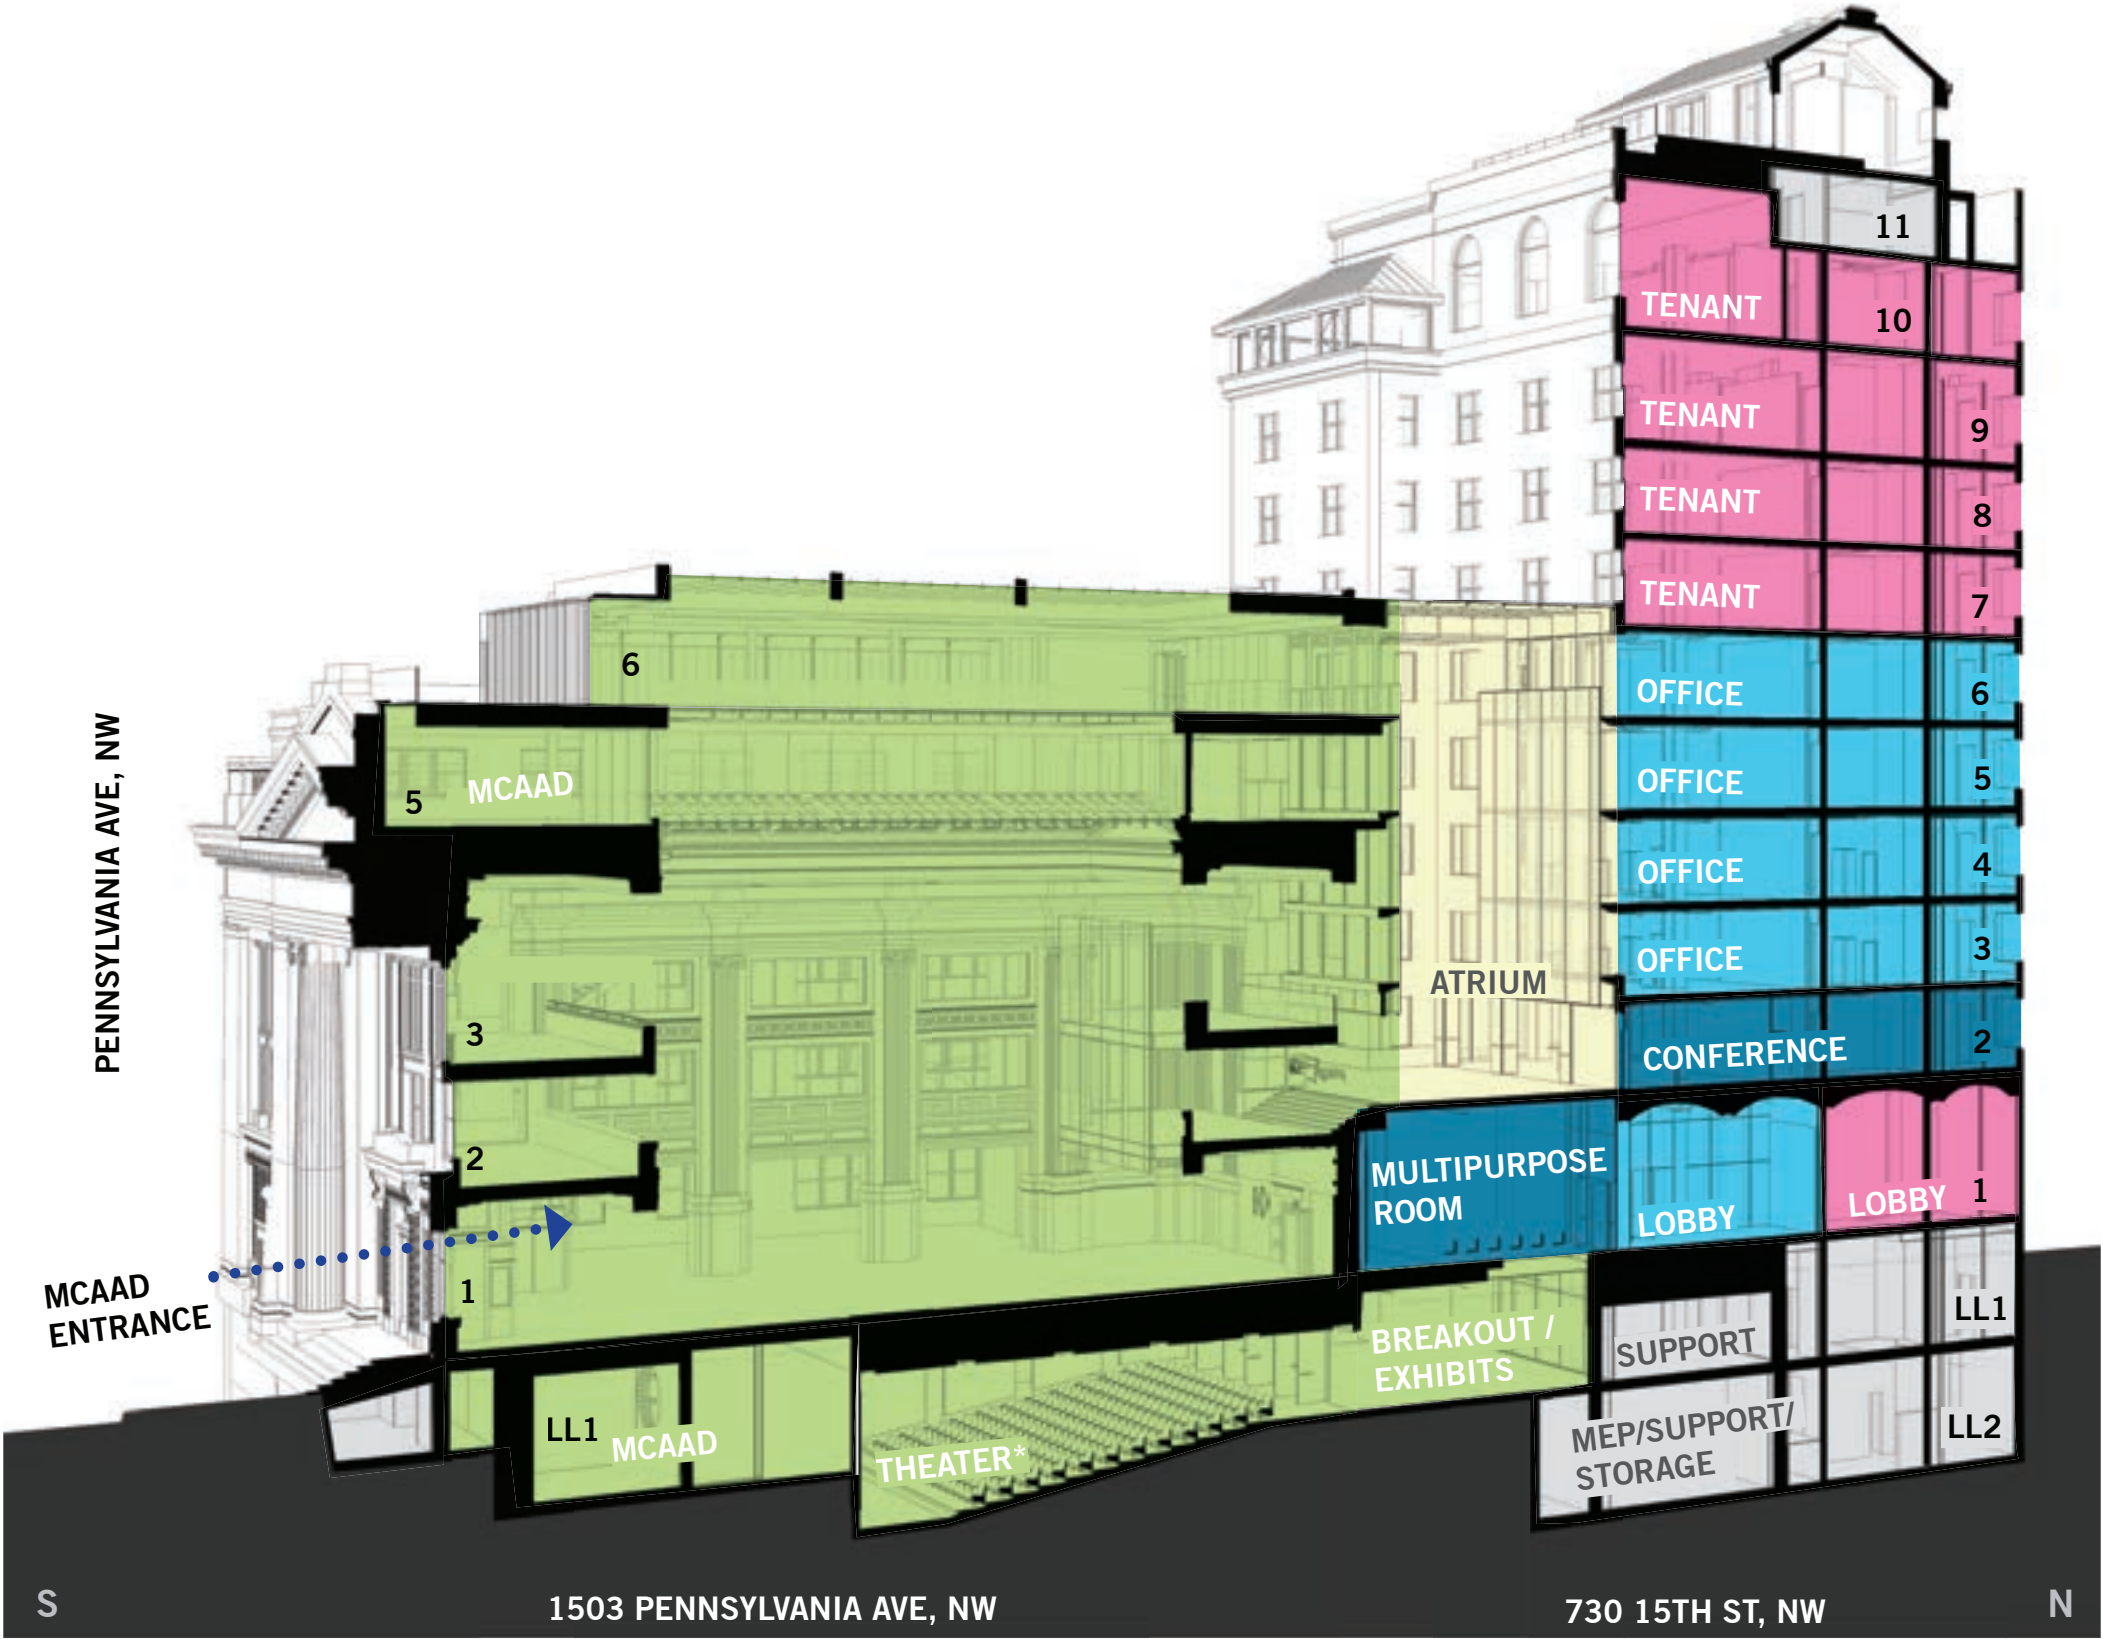 11
TENANT
10
TENANT
9
TENANT
8
TENANT
7
6
OFFICE
6
5
MCAAD
OFFICE
5
OFFICE
4
PENNSYLVANIA AVE, NW
ATRIUM
OFFICE
3
3
CONFERENCE
2
2
MULTIPURPOSE
ROOM
LOBBY
LOBBY
1
MCAAD
ENTRANCE
1
BREAKOUT /
EXHIBITS
SUPPORT
LL1
LL1
MCAAD
THEATER*
MEP/SUPPORT/
STORAGE
LL2
S
1503 PENNSYLVANIA AVE, NW
730 15TH ST, NW
N